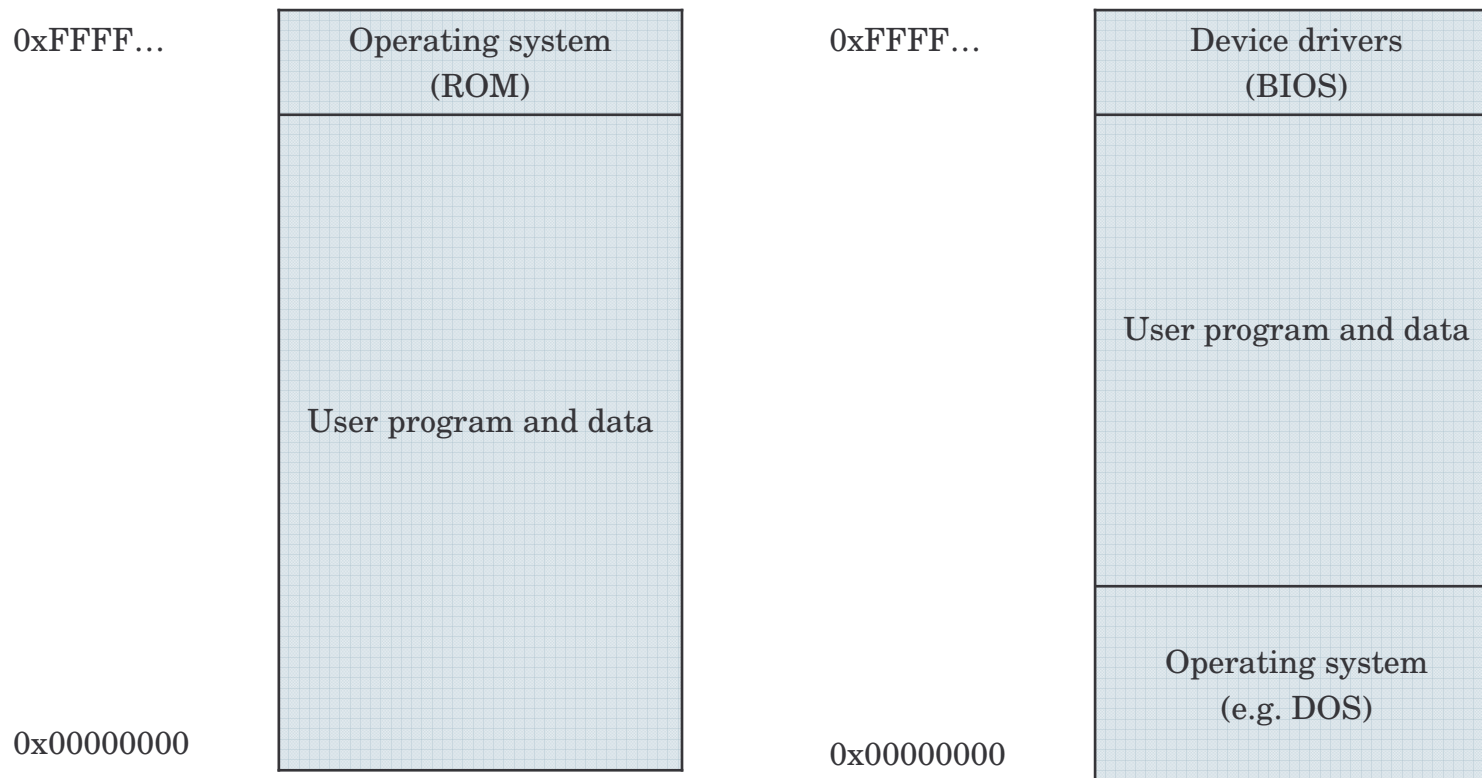 0xFFFF…
Operating system
(ROM)
User program and data
0x00000000
0xFFFF…
Device drivers
(BIOS)
User program and data
Operating system
(e.g. DOS)
0x00000000